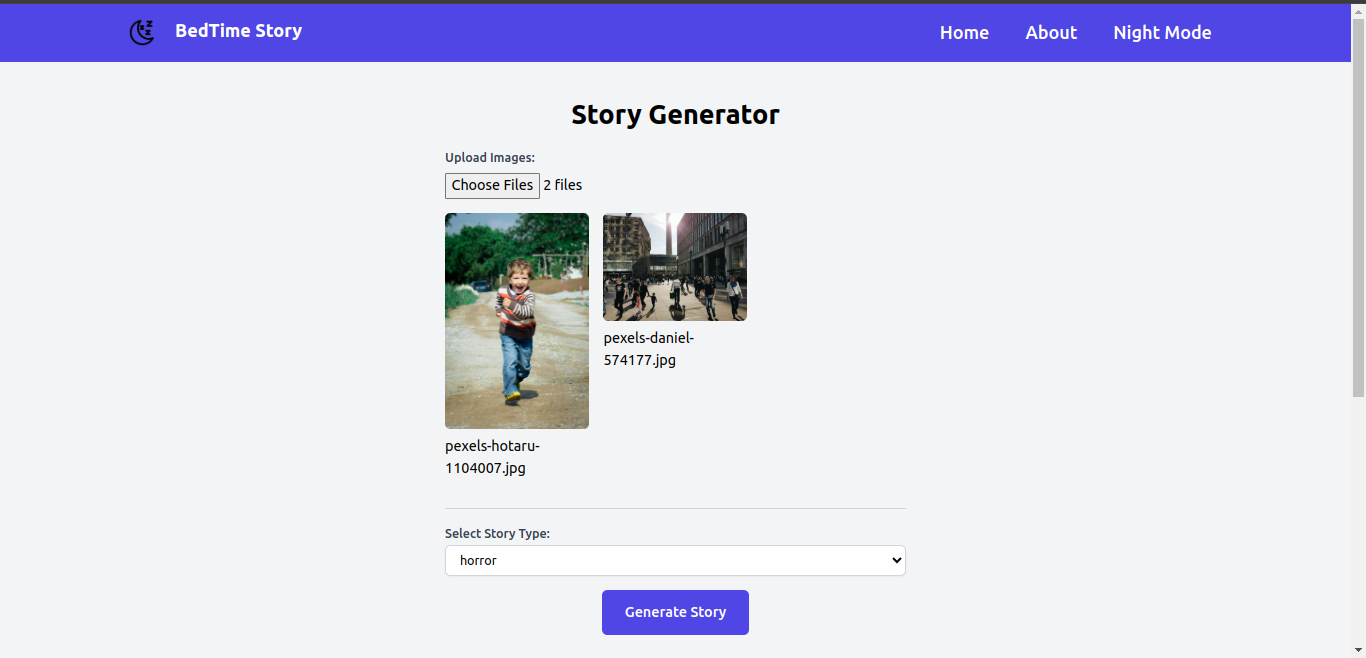 BedTime Story
Home
About
Night Mode
Story Generator
Upload Images:
Choose Files 2 files
pexels-hotaru-
1104007.jpg
pexels-daniel-
574177.jpg
Select Story Type:
horror
Generate Story